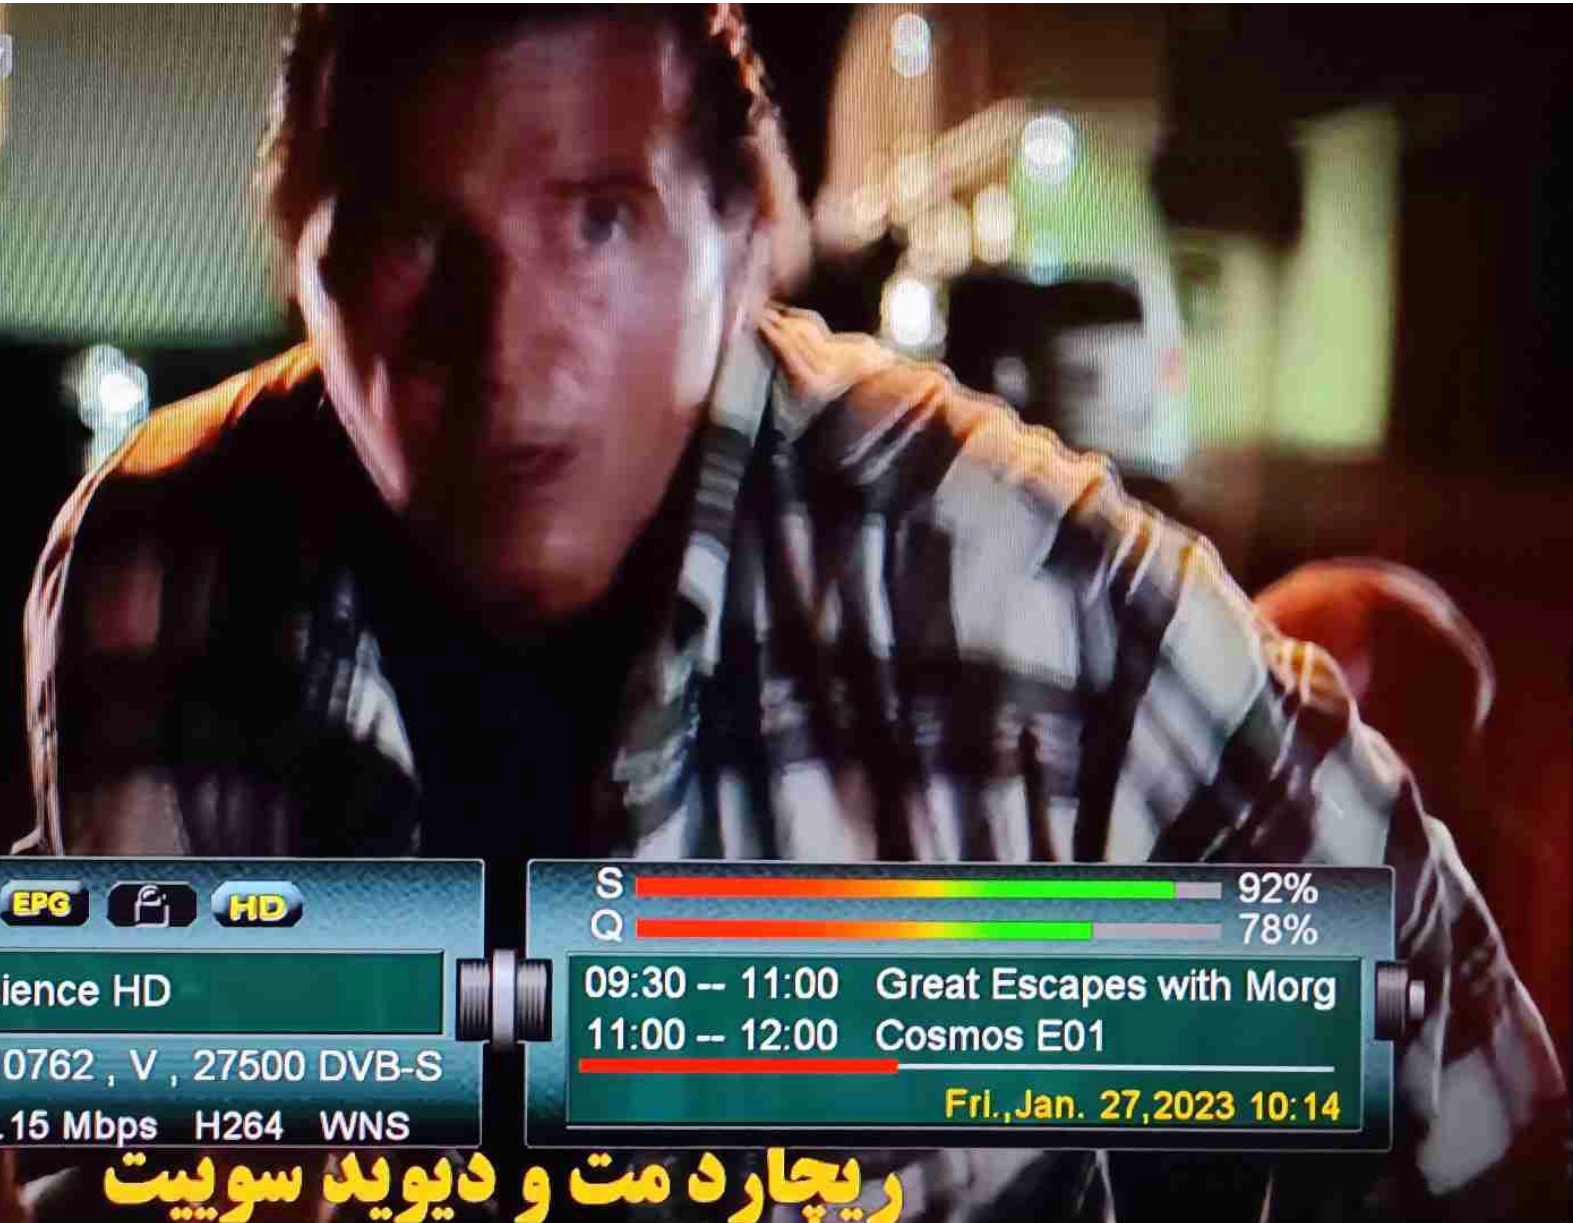 EPG HD
ience HD
0762 , V , 27500 DVB-S
.15 Mbps H264 WNS
S 92%
Q 78%
09:30 -- 11:00 Great Escapes with Morg
11:00 -- 12:00 Cosmos E01
Fri.,Jan. 27,2023 10:14
ریچارد مت و دیوید سوییت